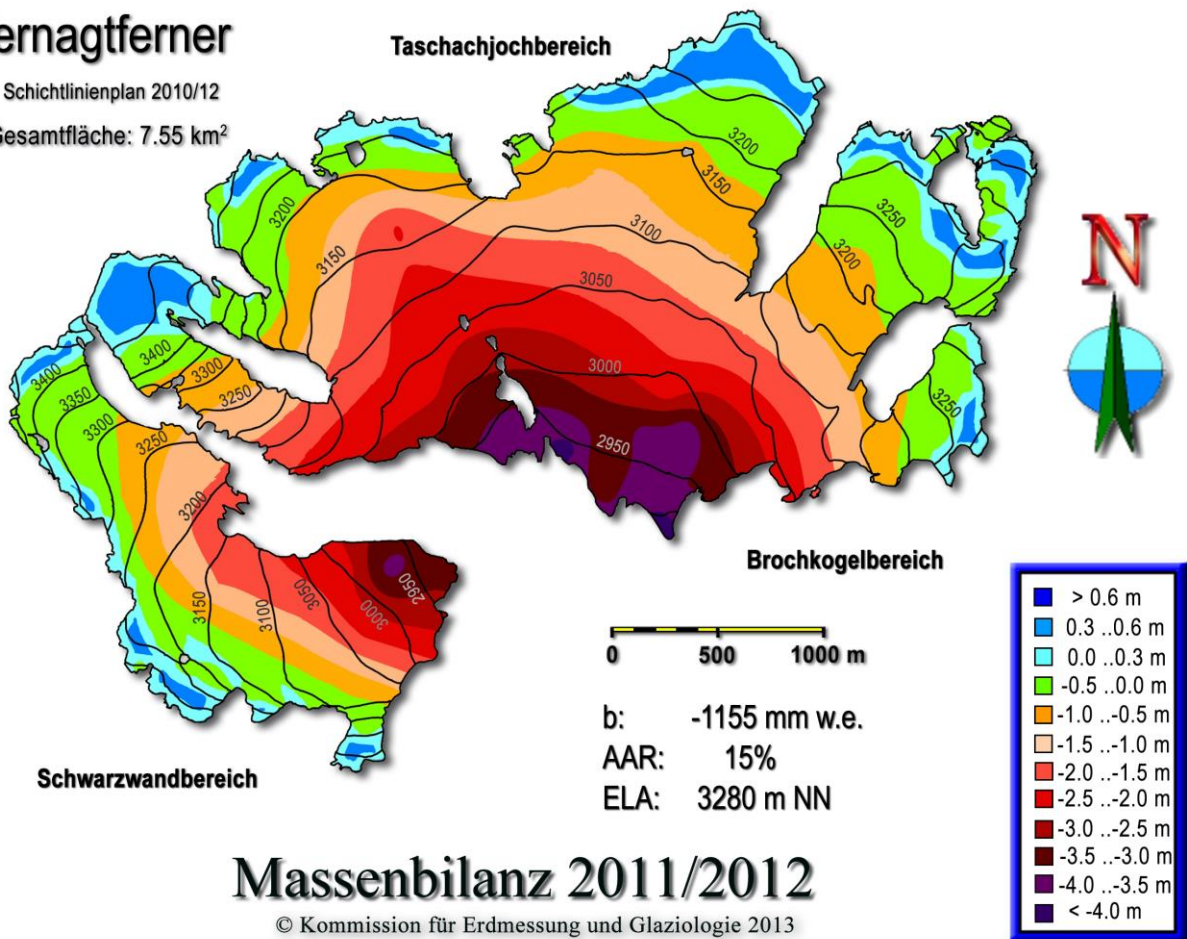 ernagtferner
Schichtlinienplan 2010/12
Gesamtfläche: 7.55 km²
Taschachjochbereich
3200
3150
3200
3250
3200
3100
3150
3050
3400
3400
3300
3350
3250
3300
3000
3250
3250
2950
3200
Brochkogelbereich
3150
3100
3050
3000
2950
Schwarzwandbereich
N
0 500 1000 m
b: -1155 mm w.e.
AAR: 15%
ELA: 3280 m NN
> 0.6 m
0.3 ..0.6 m
0.0 ..0.3 m
-0.5 ..0.0 m
-1.0 ..-0.5 m
-1.5 ..-1.0 m
-2.0 ..-1.5 m
-2.5 ..-2.0 m
-3.0 ..-2.5 m
-3.5 ..-3.0 m
-4.0 ..-3.5 m
< -4.0 m
Massenbilanz 2011/2012
© Kommission für Erdmessung und Glaziologie 2013